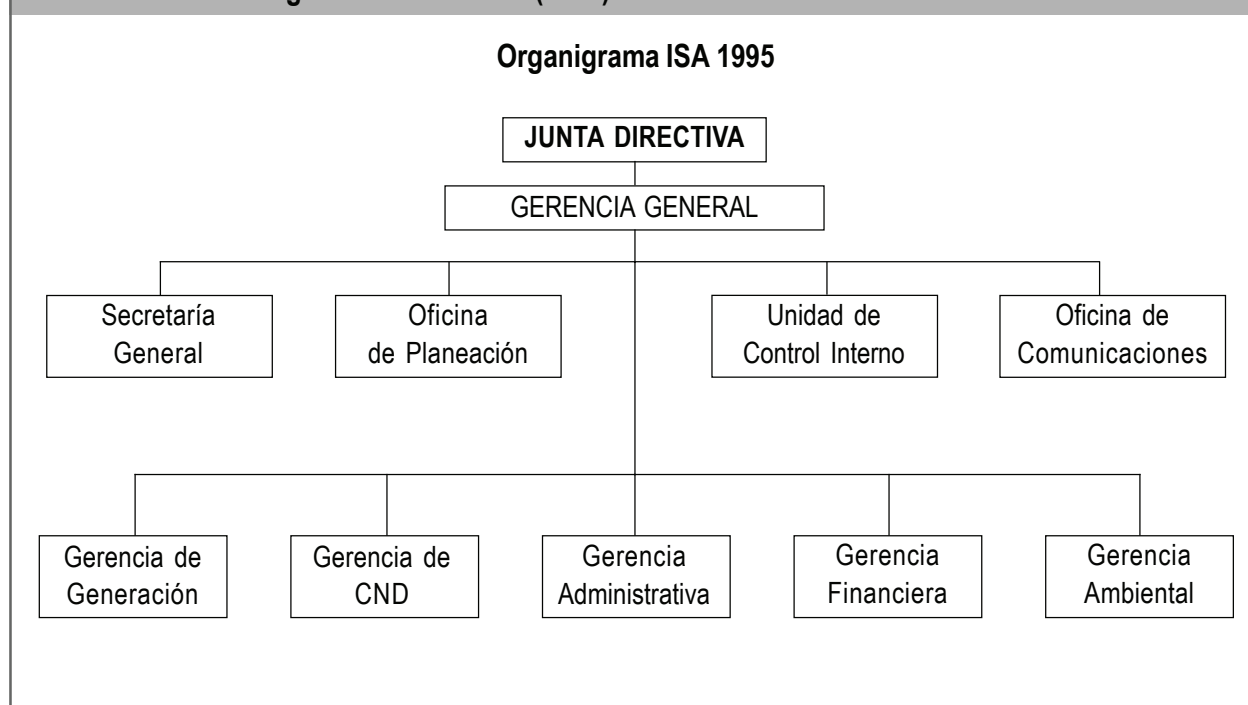 Organigrama ISA 1995
JUNTA DIRECTIVA
GERENCIA GENERAL
Secretaría
General
Oficina
de Planeación
Unidad de
Control Interno
Oficina de
Comunicaciones
Gerencia de
Generación
Gerencia de
CND
Gerencia
Administrativa
Gerencia
Financiera
Gerencia
Ambiental